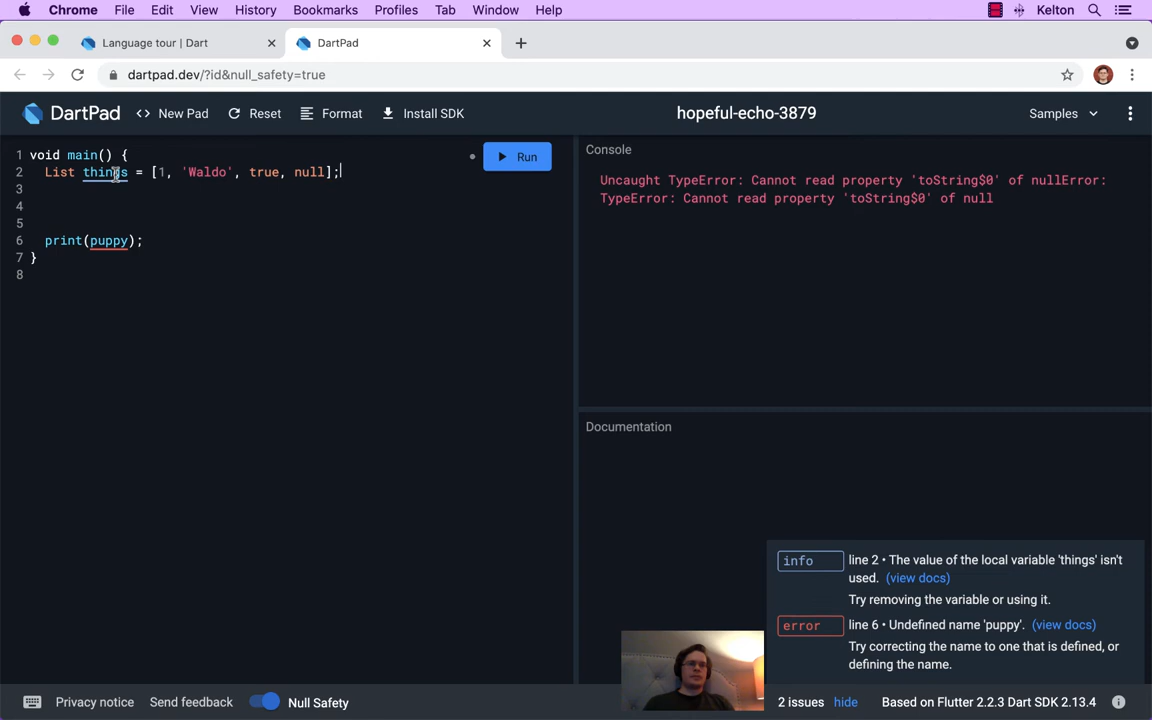 Chrome File Edit View History Bookmarks Profiles Tab Window Help Kelton
Language tour | Dart
DartPad
dartpad.dev/?id&null_safety=true
DartPad <> New Pad Reset Format Install SDK hopeful-echo-3879 Samples
1 void main() {
2 List things = [1, 'Waldo', true, null];
3
4
5
6 print(puppy);
7 }
8
Run
Console
Uncaught TypeError: Cannot read property 'toString$0' of nullError:
TypeError: Cannot read property 'toString$0' of null
Documentation
info line 2 • The value of the local variable 'things' isn't
used. (view docs)
Try removing the variable or using it.
error line 6 • Undefined name 'puppy'. (view docs)
Try correcting the name to one that is defined, or
defining the name.
Privacy notice Send feedback Null Safety 2 issues hide Based on Flutter 2.2.3 Dart SDK 2.13.4